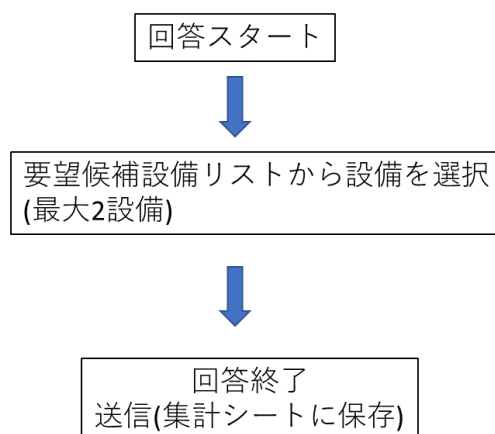 回答スタート
要望候補設備リストから設備を選択
(最大2設備)
回答終了
送信(集計シートに保存)